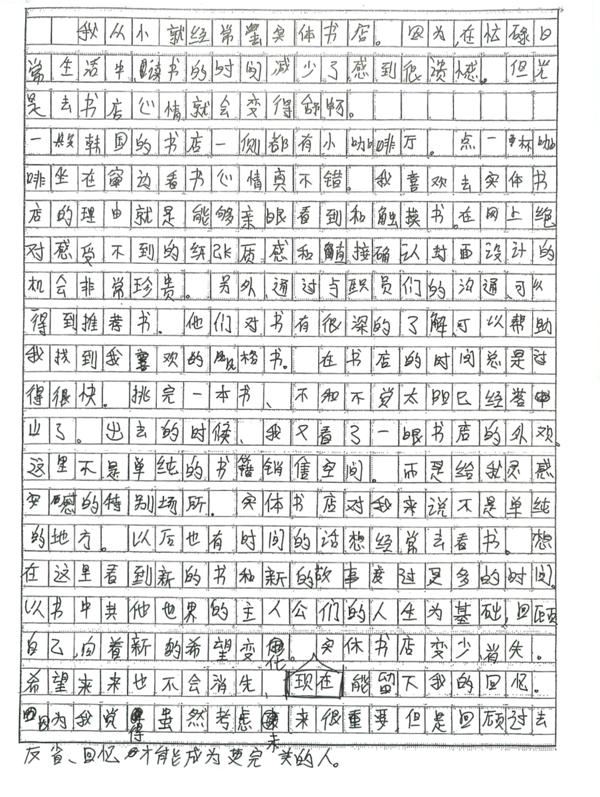 我从小就经常罢实体书店。因为,在忙碌日
常生活中,读书的时间减少了,感到很遗憾。但光
是去书店心情就会变得舒畅。
一般韩国的书店一侧都有小咖啡厅。点一杯咖
啡坐在窗边看书心情真不错。我喜欢去实体书
店的理由就是能够亲眼看到和触摸书。在网上绝
对感受不到的纸张质感和直接确认封面设计的
机会非常珍贵。另外,通过与职员们的沟通,可以
得到推荐书。他们对书有很深的了解,可以帮助
我找到我喜欢的风格书。在书店的时间总是过
得很快。挑完一本书、不知不觉太阳已经落
山了。出去的时候、我又看了一眼书店的外观。
这里不是单纯的书籍销售空间。而是给我灵感
的特别场所。实体书店对我来说不是单纯
的地方。以后也有时间的话想经常去看书。想
在这里看到新的书和新的故事度过更多的时间。
以书中其他世界的主人公们的人生为基础,回顾
自己,向着新的希望变化。实体书店变少,消失。
希望未来也不会消失,现在能留下我的回忆。
因为我觉得虽然考虑未来很重要,但是回顾过去
反省、回忆才能成为更完美的人。